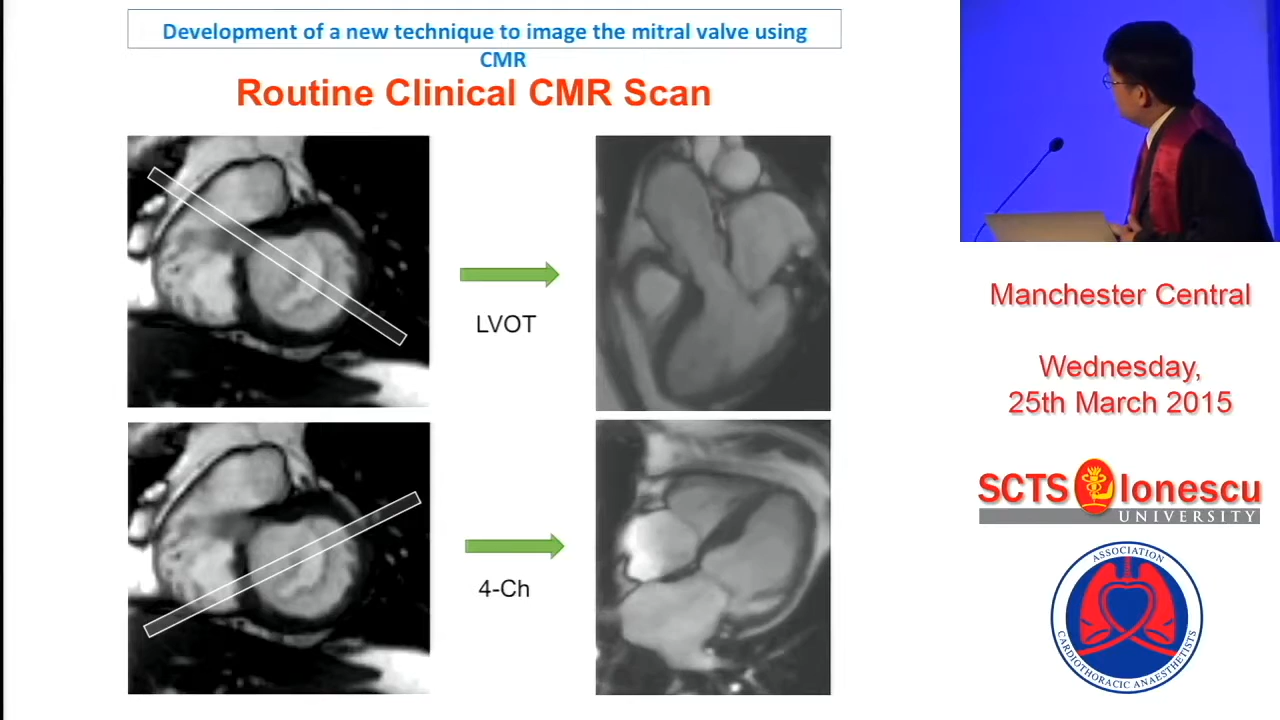 Development of a new technique to image the mitral valve using
CMR
Routine Clinical CMR Scan
LVOT
4-Ch
Manchester Central
Wednesday,
25th March 2015
SCTS Ionescu
UNIVERSITY
ASSOCIATION
CARDIOTHORACIC ANAESTHETISTS